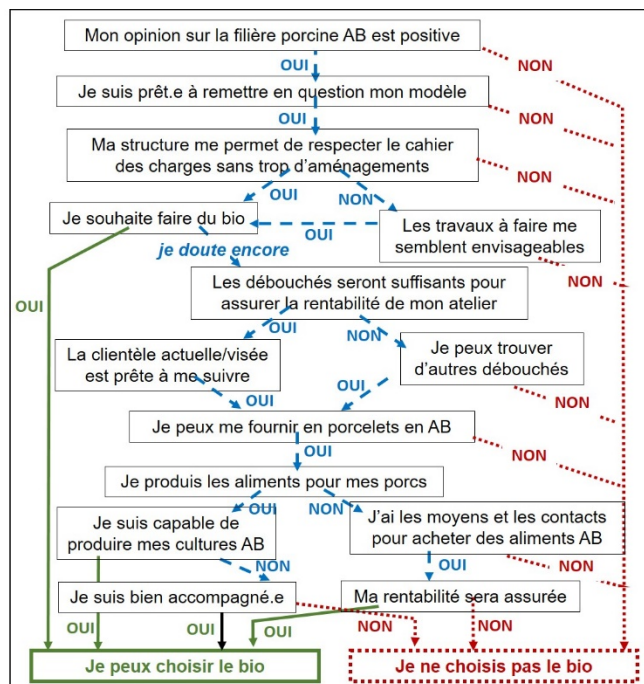 Mon opinion sur la filière porcine AB est positive
OUI
NON
Je suis prêt.e à remettre en question mon modèle
OUI
NON
Ma structure me permet de respecter le cahier
des charges sans trop d'aménagements
OUI
NON
NON
Je souhaite faire du bio
OUI
Les travaux à faire me
semblent envisageables
je doute encore
NON
Les débouchés seront suffisants pour
assurer la rentabilité de mon atelier
OUI
OUI
NON
La clientèle actuelle/visée
est prête à me suivre
Je peux trouver
d'autres débouchés
OUI
OUI
NON
Je peux me fournir en porcelets en AB
OUI
NON
Je produis les aliments pour mes porcs
OUI
NON
Je suis capable de
produire mes cultures AB
J'ai les moyens et les contacts
pour acheter des aliments AB
NON
OUI
NON
Je suis bien accompagné.e
Ma rentabilité sera assurée
OUI
OUI
OUI
NON
NON
Je peux choisir le bio
Je ne choisis pas le bio